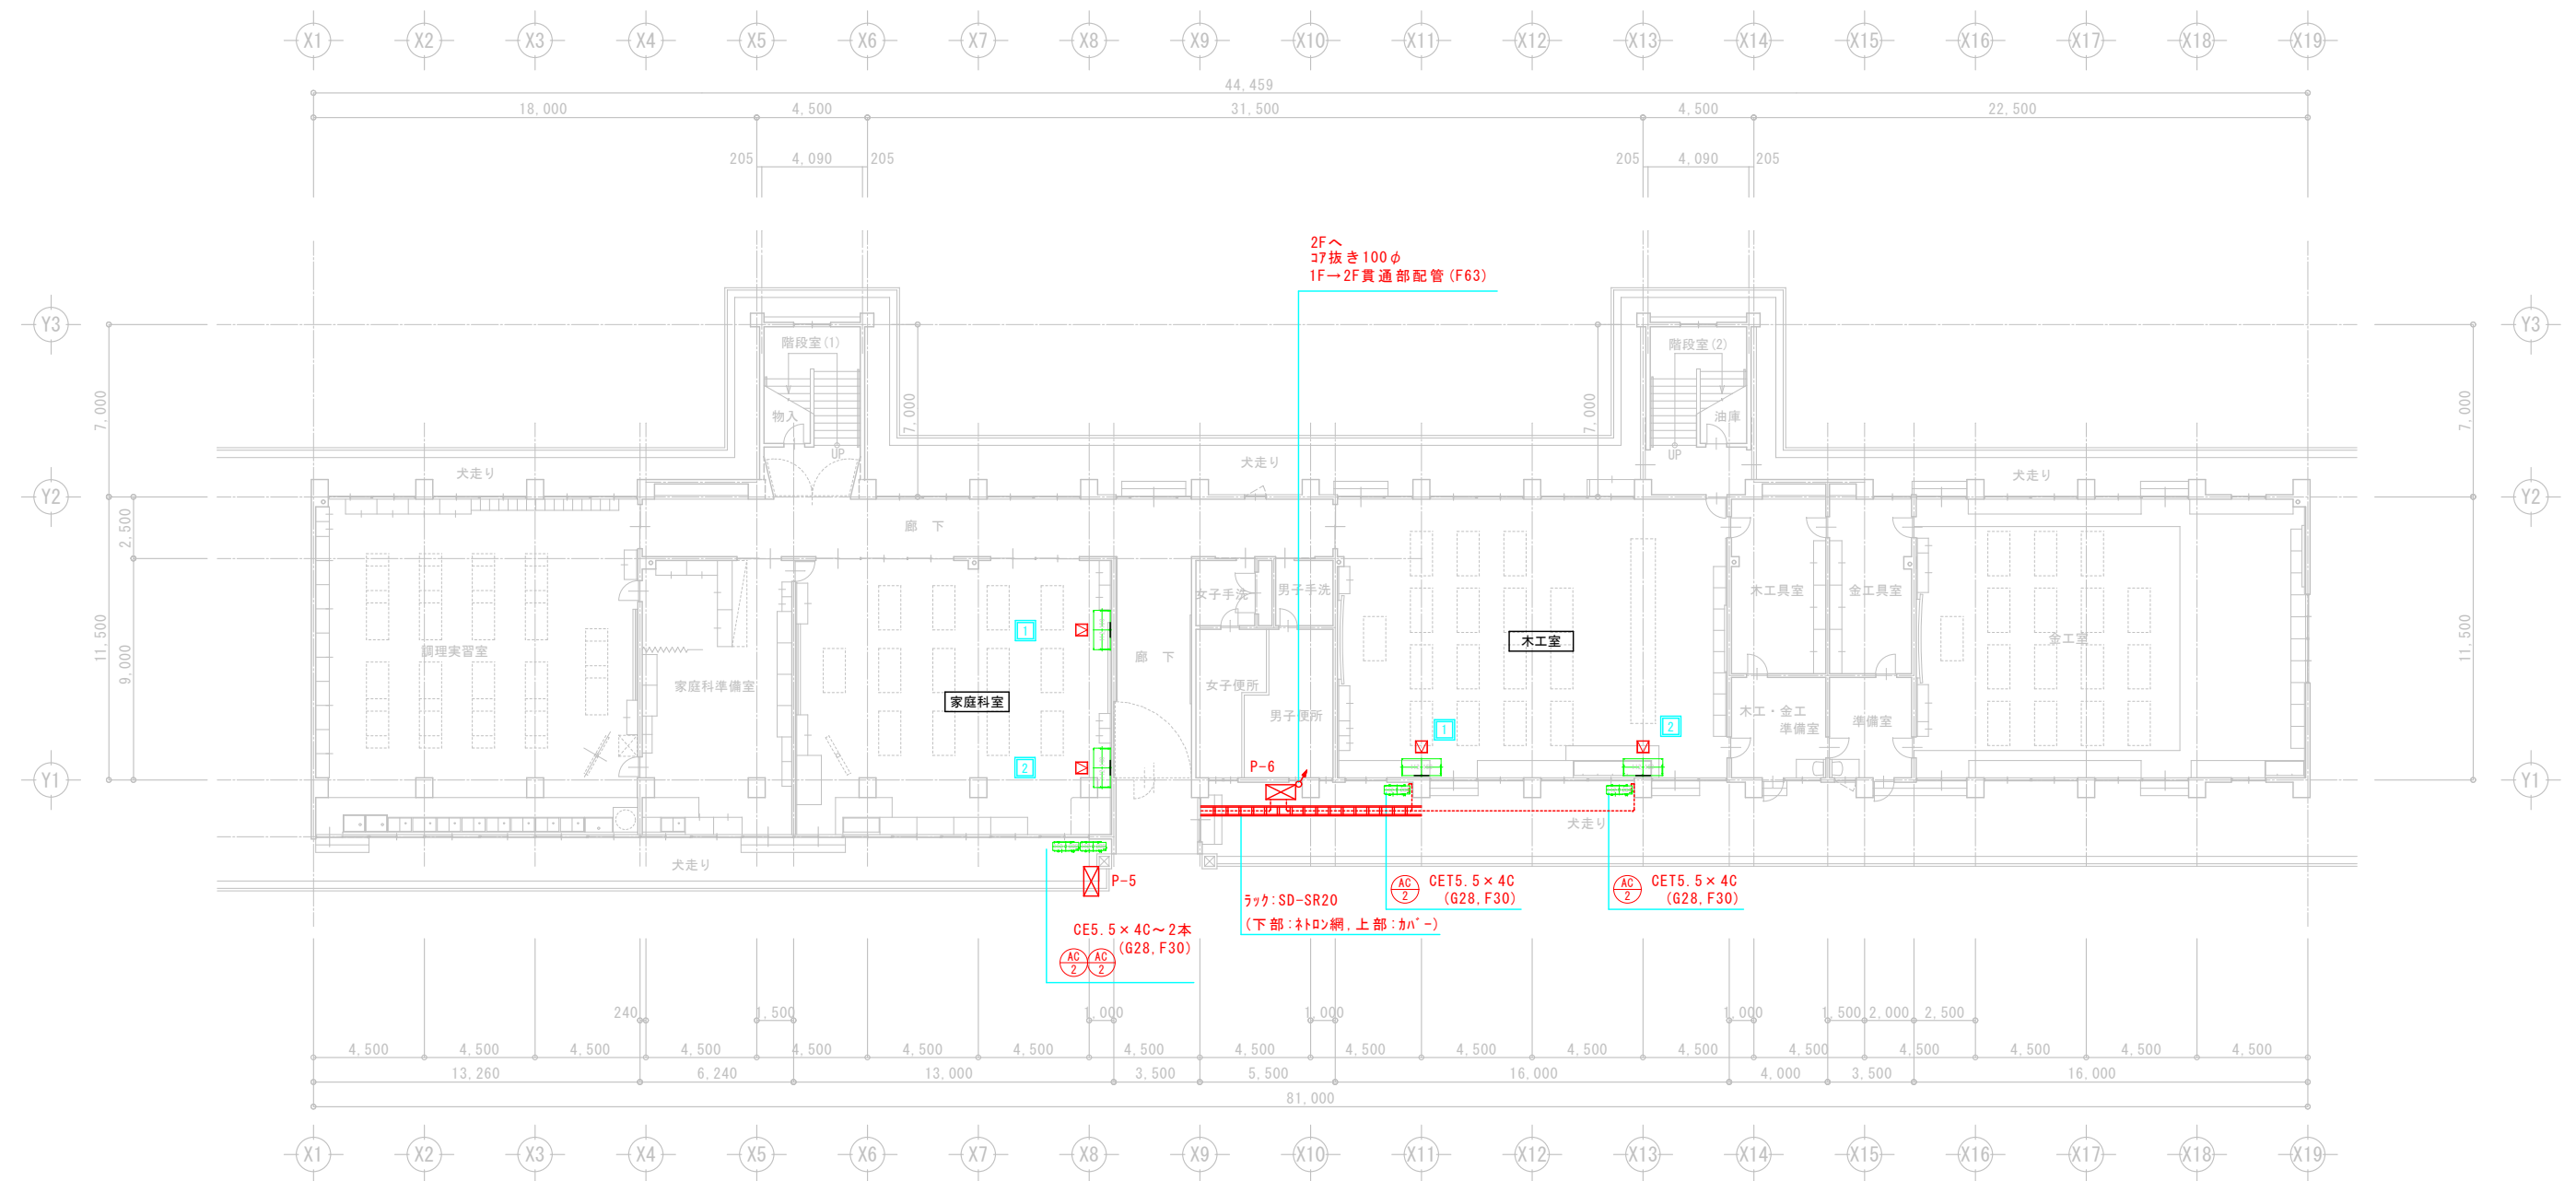 X1 X2 X3 X4 X5 X6 X7 X8 X9 X10 X11 X12 X13 X14 X15 X16 X17 X18 X19
44,459
18,000 4,500 31,500 4,500 22,500
205 4,090 205 205 4,090 205
2Fへ
コア抜き100φ
1F→2F貫通部配管(F63)
Y3 Y3
階段室(1) 階段室(2)
7,000 7,000 7,000 7,000
物入 油庫
UP UP
犬走り 犬走り 犬走り
Y2 Y2
2,500
廊 下
女子手洗 男子手洗 木工具室 金工具室
1
11,500 9,000 調理実習室 廊 下 木工室 金工室 11,500
家庭科準備室 女子便所
家庭科室 男子便所 木工・金工 準備室
準備室
1 2
2 P-6
Y1 Y1
犬走り
犬走り
P-5
AC 2 CET5.5×4C
(G28,F30)
AC 2 CET5.5×4C
(G28,F30)
ラック:SD-SR20
(下部:ネトロン網,上部:カバー)
CE5.5×4C～2本
(G28,F30)
AC 2 AC 2
240 1,500 1,000 1,000 1,000 1,500 2,000 2,500
4,500 4,500 4,500 4,500 4,500 4,500 4,500 4,500 4,500 4,500 4,500 4,500 4,500 4,500 4,500 4,500 4,500 4,500
13,260 6,240 13,000 3,500 5,500 16,000 4,000 3,500 16,000
81,000
X1 X2 X3 X4 X5 X6 X7 X8 X9 X10 X11 X12 X13 X14 X15 X16 X17 X18 X19